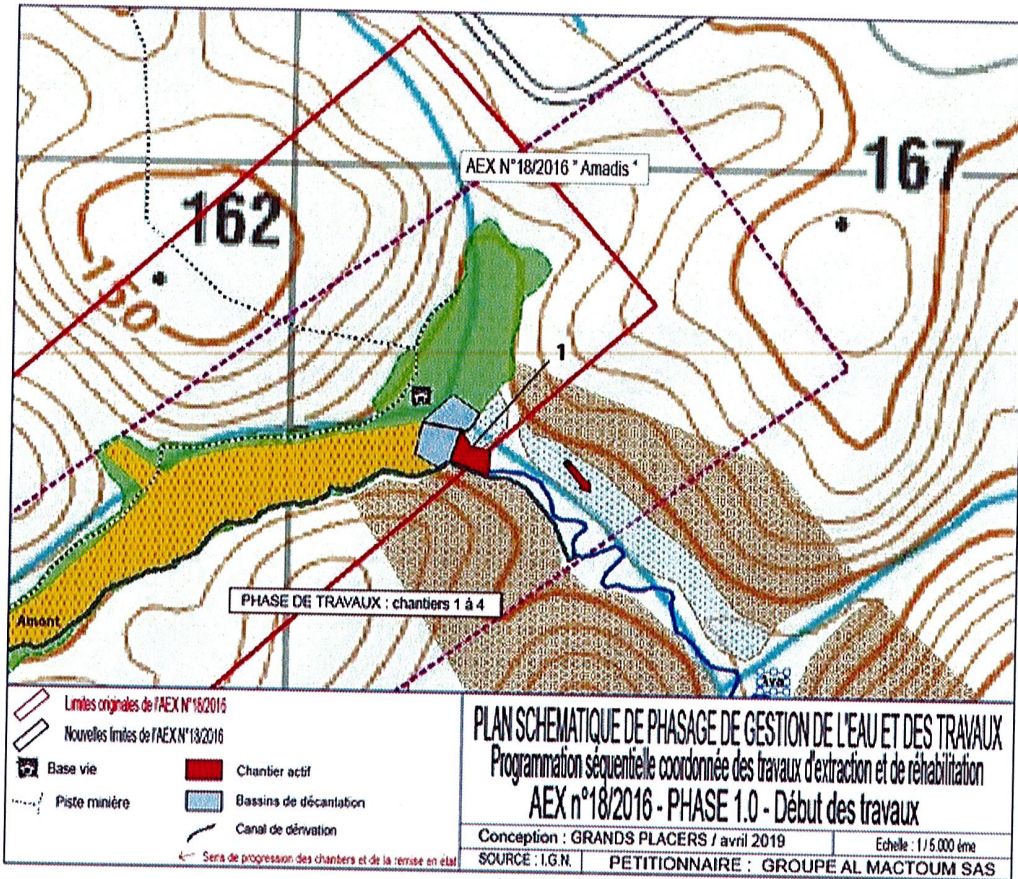 AEX N°18/2016 " Amadis "
167
162
150
1
PHASE DE TRAVAUX : chantiers 1 à 4
Amont
Limites originales de l'AEX N°18/2016
Nouvelles limites de l'AEX N°18/2016
Base vie
Piste minière
Chantier actif
Bassins de décantation
Canal de dérivation
Sens de progression des chantiers et de la remise en état
PLAN SCHEMATIQUE DE PHASAGE DE GESTION DE L'EAU ET DES TRAVAUX
Programmation séquentielle coordonnée des travaux d'extraction et de réhabilitation
AEX n°18/2016 - PHASE 1.0 - Début des travaux
Conception : GRANDS PLACERS / avril 2019
Echelle : 1 / 5.000 ème
SOURCE : I.G.N.
PETITIONNAIRE : GROUPE AL MACTOUM SAS